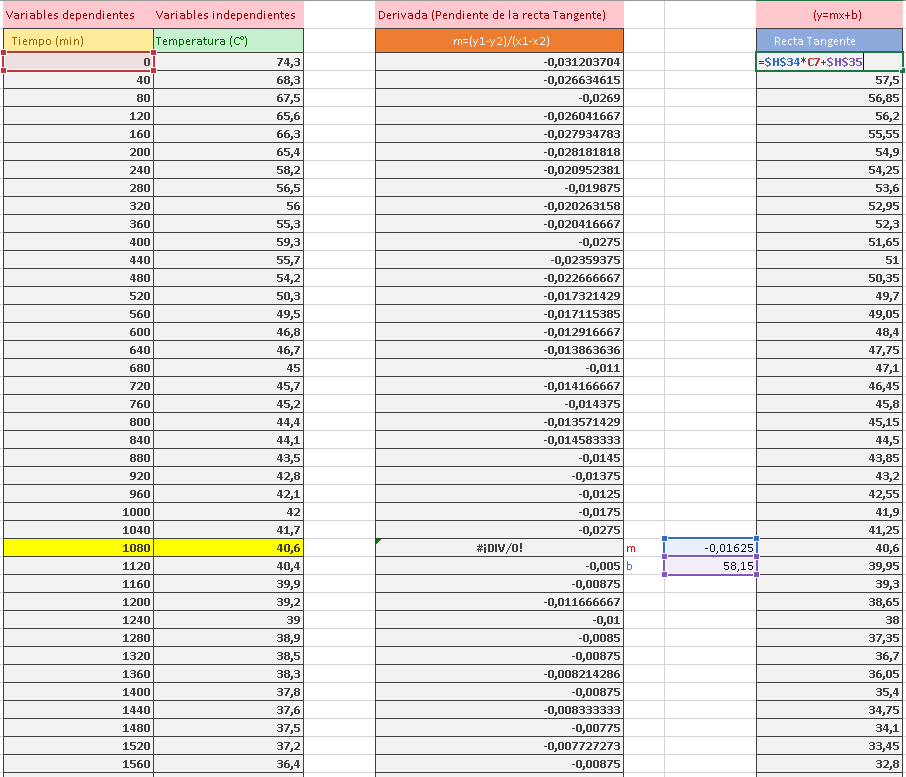 Variables dependientes Variables independientes Derivada (Pendiente de la recta Tangente) (y=mx+b)
Tiempo (min) Temperatura (C°) m=(y1-y2)/(x1-x2) Recta Tangente
0 74,3 -0,031203704 =$H$34*C7+$H$35
40 68,3 -0,026634615 57,5
80 67,5 -0,0269 56,85
120 65,6 -0,026041667 56,2
160 66,3 -0,027934783 55,55
200 65,4 -0,028181818 54,9
240 58,2 -0,020952381 54,25
280 56,5 -0,019875 53,6
320 56 -0,020263158 52,95
360 55,3 -0,020416667 52,3
400 59,3 -0,0275 51,65
440 55,7 -0,02359375 51
480 54,2 -0,022666667 50,35
520 50,3 -0,017321429 49,7
560 49,5 -0,017115385 49,05
600 46,8 -0,012916667 48,4
640 46,7 -0,013863636 47,75
680 45 -0,011 47,1
720 45,7 -0,014166667 46,45
760 45,2 -0,014375 45,8
800 44,4 -0,013571429 45,15
840 44,1 -0,014583333 44,5
880 43,5 -0,0145 43,85
920 42,8 -0,01375 43,2
960 42,1 -0,0125 42,55
1000 42 -0,0175 41,9
1040 41,7 -0,0275 41,25
1080 40,6 #¡DIV/0! m -0,01625 40,6
1120 40,4 -0,005 b 58,15 39,95
1160 39,9 -0,00875 39,3
1200 39,2 -0,011666667 38,65
1240 39 -0,01 38
1280 38,9 -0,0085 37,35
1320 38,5 -0,00875 36,7
1360 38,3 -0,008214286 36,05
1400 37,8 -0,00875 35,4
1440 37,6 -0,008333333 34,75
1480 37,5 -0,00775 34,1
1520 37,2 -0,007727273 33,45
1560 36,4 -0,00875 32,8